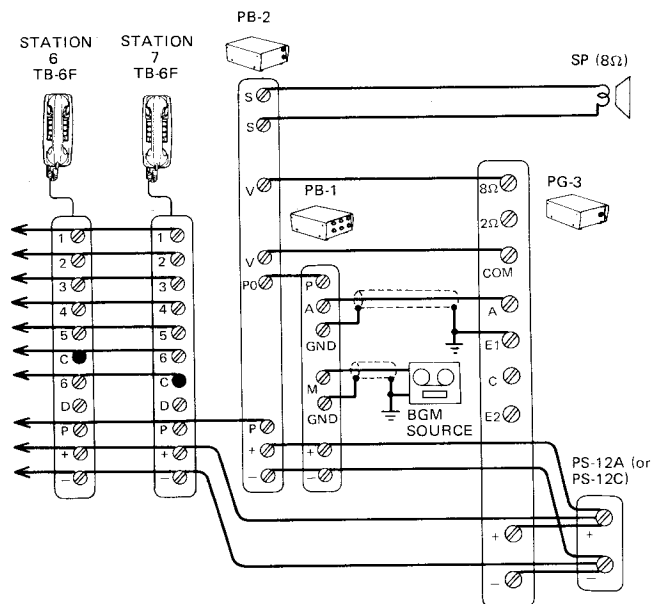 PB-2
STATION
6
TB-6F
STATION
7
TB-6F
SP (8Ω)
S
S
V
V
P0
P
+
−
PB-1
P
A
GND
M
GND
+
−
BGM
SOURCE
PG-3
8Ω
2Ω
COM
A
E1
C
E2
+
−
PS-12A (or
PS-12C)
+
−
1
2
3
4
5
C
6
D
P
+
−
1
2
3
4
5
6
C
D
P
+
−